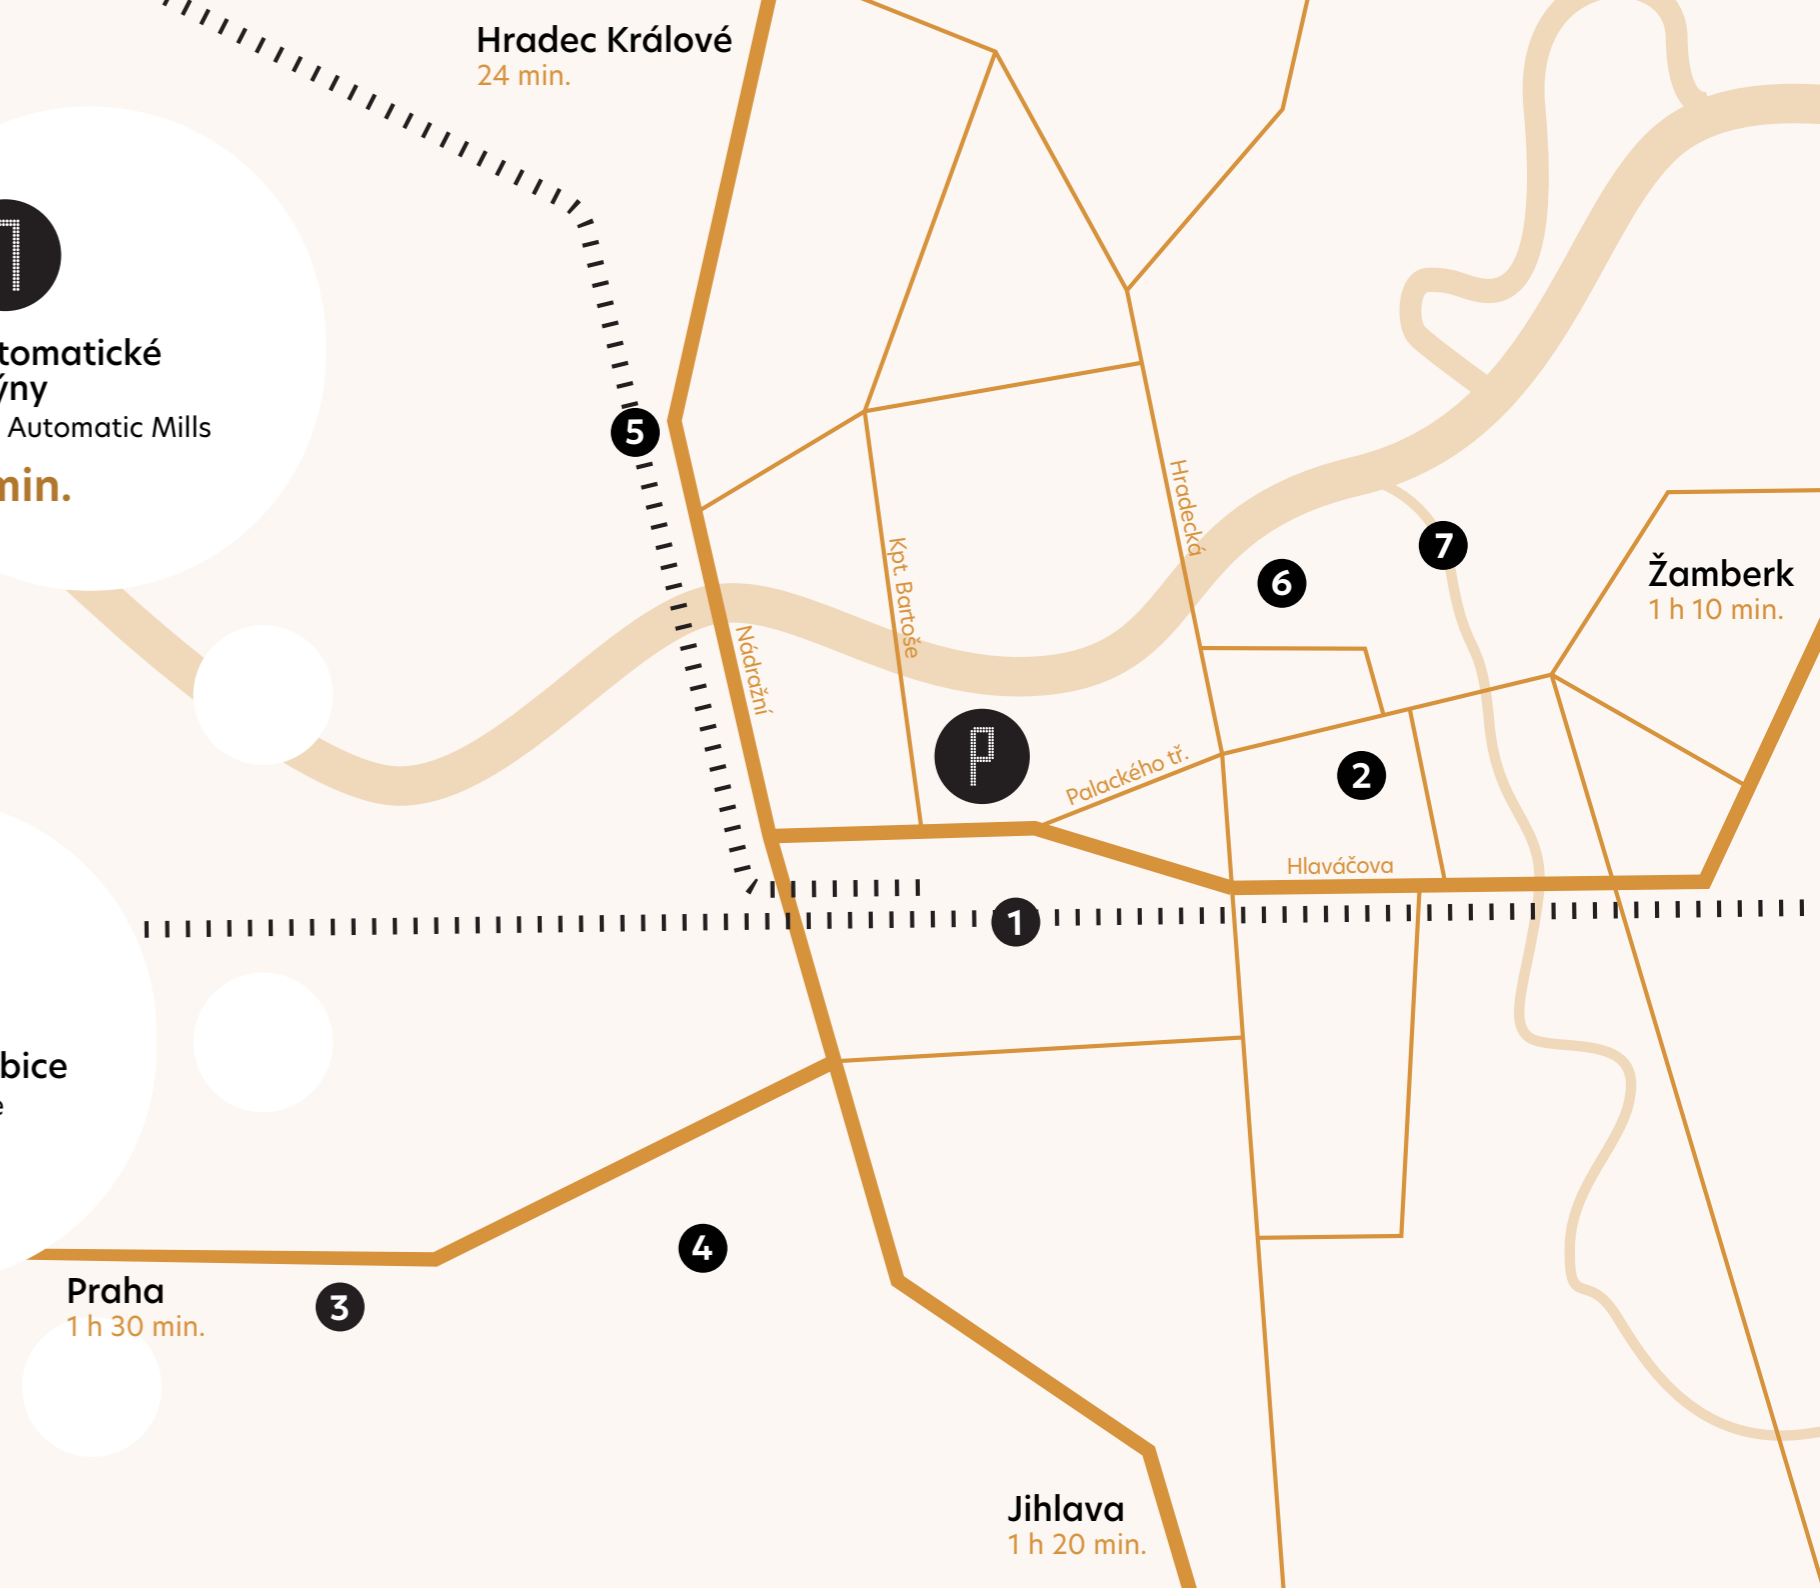 Hradec Králové
24 min.
tomatické
ýny
Automatic Mills
min.
5
Hradecká
Kpt. Bartoše
7
6
Žamberk
1 h 10 min.
Nádražní
P
Palackého tř.
2
Hlaváčova
1
bice
e
4
Praha
1 h 30 min.
3
Jihlava
1 h 20 min.